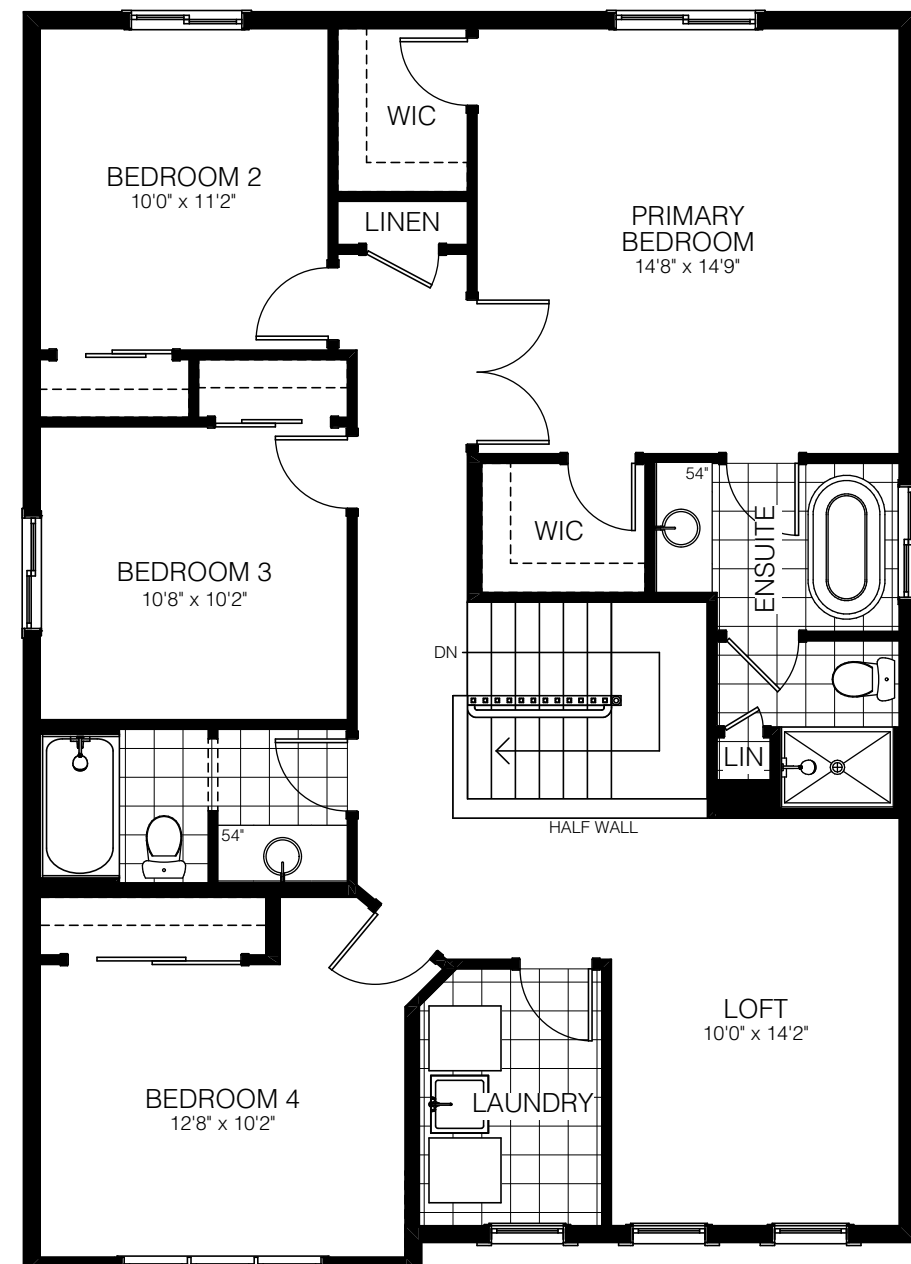 WIC
BEDROOM 2
10'0" x 11'2"
LINEN
PRIMARY
BEDROOM
14'8" x 14'9"
54"
WIC
ENSUITE
BEDROOM 3
10'8" x 10'2"
DN
LIN
HALF WALL
54"
LOFT
10'0" x 14'2"
BEDROOM 4
12'8" x 10'2"
LAUNDRY